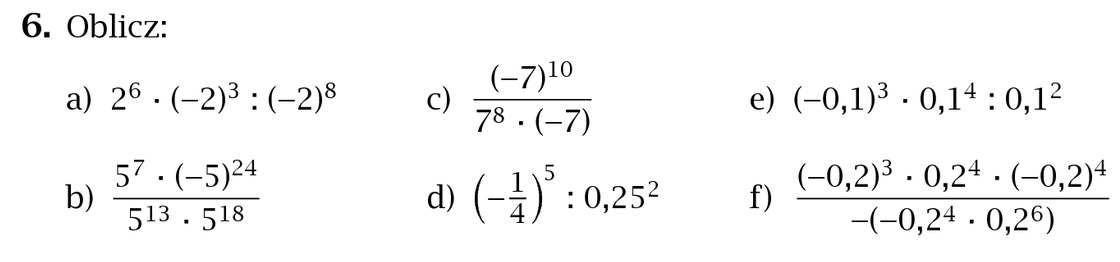 6. Oblicz:
a) 2⁶ · (−2)³ : (−2)⁸
c) (−7)¹⁰ / 7⁸ · (−7)
e) (−0,1)³ · 0,1⁴ : 0,1²
b) 5⁷ · (−5)²⁴ / 5¹³ · 5¹⁸
d) (−1/4)⁵ : 0,25²
f) (−0,2)³ · 0,2⁴ · (−0,2)⁴ / −(−0,2⁴ · 0,2⁶)